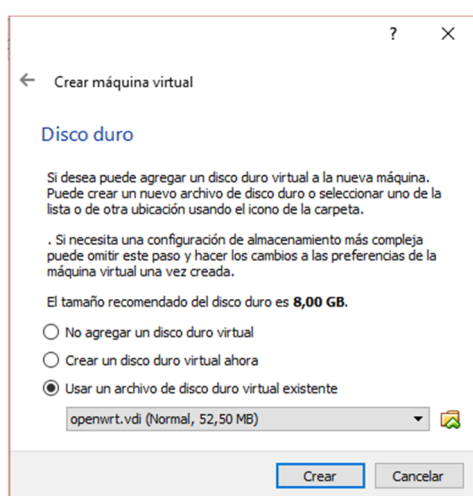 ?
Crear máquina virtual
Disco duro
Si desea puede agregar un disco duro virtual a la nueva máquina.
Puede crear un nuevo archivo de disco duro o seleccionar uno de la
lista o de otra ubicación usando el icono de la carpeta.
. Si necesita una configuración de almacenamiento más compleja
puede omitir este paso y hacer los cambios a las preferencias de la
máquina virtual una vez creada.
El tamaño recomendado del disco duro es 8,00 GB.
No agregar un disco duro virtual
Crear un disco duro virtual ahora
Usar un archivo de disco duro virtual existente
openwrt.vdi (Normal, 52,50 MB)
Crear Cancelar